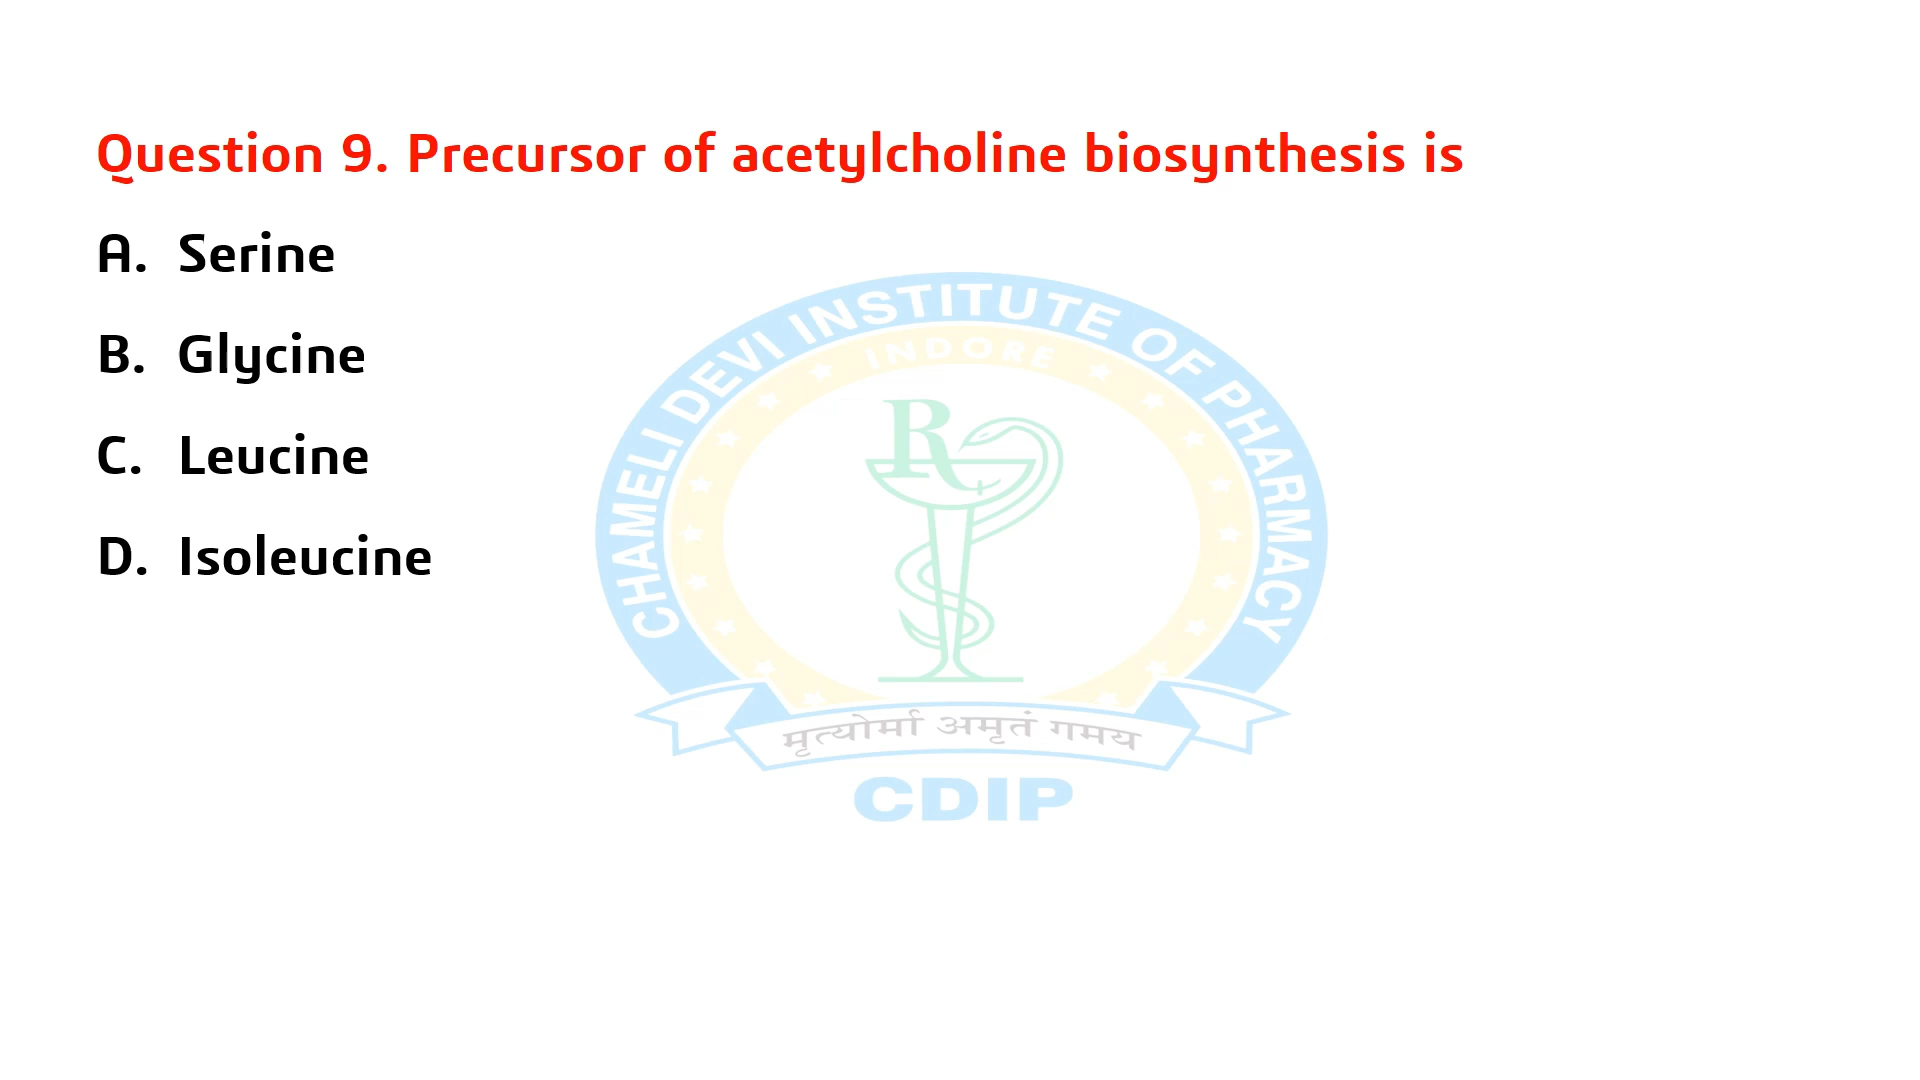 Question 9. Precursor of acetylcholine biosynthesis is
A. Serine
B. Glycine
C. Leucine
D. Isoleucine
CHAMELI DEVI INSTITUTE OF PHARMACY
INDORE
R
मृत्योर्मा अमृतं गमय
CDIP